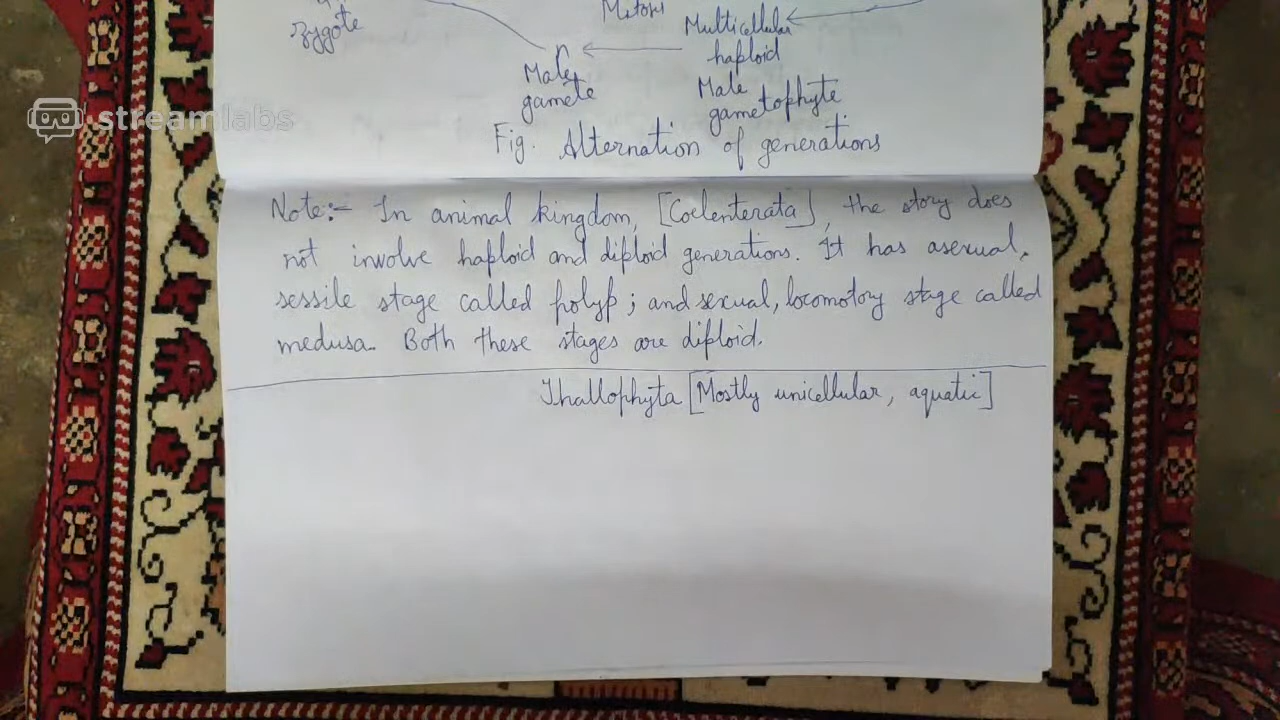 zygote
Multicellular
haploid
n
Male
gamete
Male
gametophyte
streamlabs
Fig. Alternation of generations
Note:- In animal kingdom, [Coelenterata], the story does
not involve haploid and diploid generations. It has asexual,
sessile stage called polyp; and sexual, locomotory stage called
medusa. Both these stages are diploid.
Thallophyta [Mostly unicellular, aquatic]